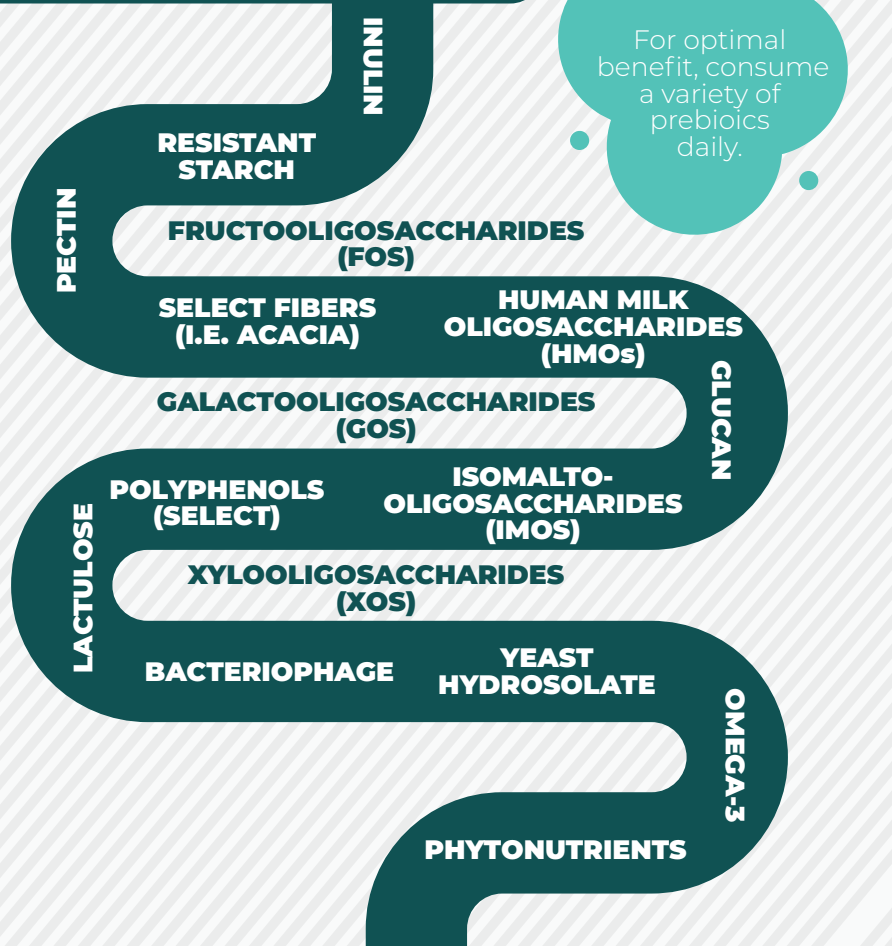 For optimal
benefit, consume
a variety of
prebioics
daily.
INULIN
RESISTANT
STARCH
PECTIN
FRUCTOOLIGOSACCHARIDES
(FOS)
SELECT FIBERS
(I.E. ACACIA)
HUMAN MILK
OLIGOSACCHARIDES
(HMOs)
GLUCAN
GALACTOOLIGOSACCHARIDES
(GOS)
ISOMALTO-
OLIGOSACCHARIDES
(IMOS)
POLYPHENOLS
(SELECT)
LACTULOSE
XYLOOLIGOSACCHARIDES
(XOS)
BACTERIOPHAGE
YEAST
HYDROSOLATE
OMEGA-3
PHYTONUTRIENTS